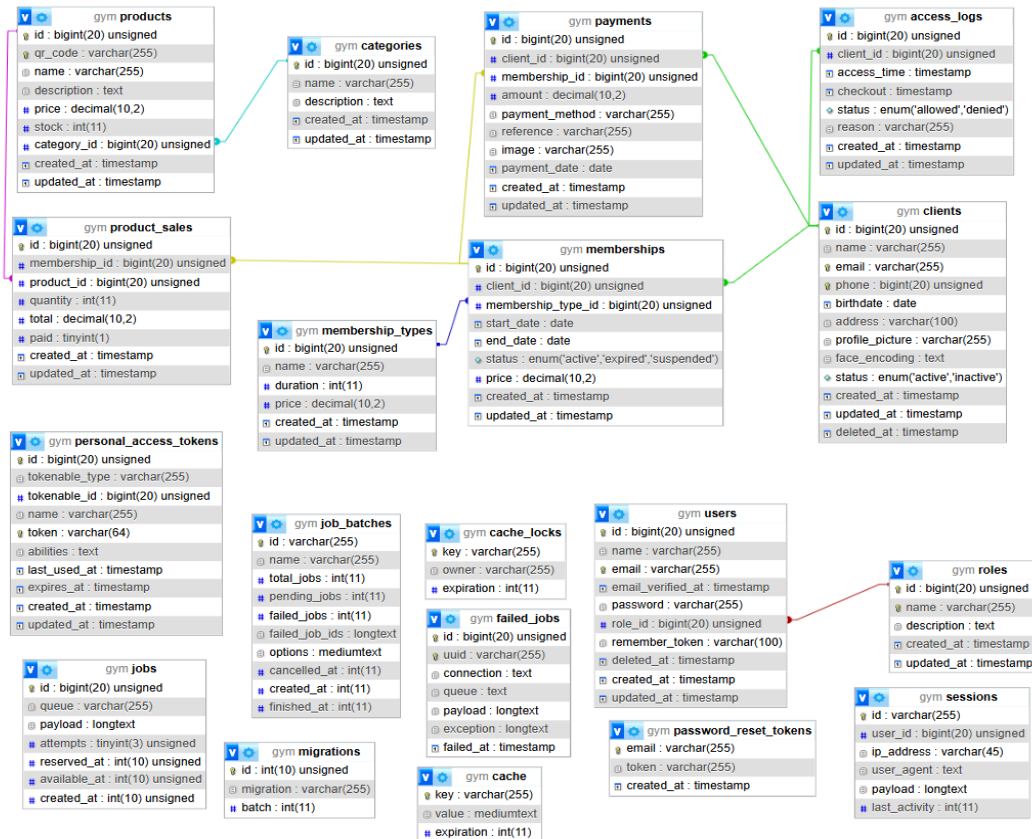 gym products
id : bigint(20) unsigned
qr_code : varchar(255)
name : varchar(255)
description : text
price : decimal(10,2)
stock : int(11)
category_id : bigint(20) unsigned
created_at : timestamp
updated_at : timestamp
gym categories
id : bigint(20) unsigned
name : varchar(255)
description : text
created_at : timestamp
updated_at : timestamp
gym payments
id : bigint(20) unsigned
client_id : bigint(20) unsigned
membership_id : bigint(20) unsigned
amount : decimal(10,2)
payment_method : varchar(255)
reference : varchar(255)
image : varchar(255)
payment_date : date
created_at : timestamp
updated_at : timestamp
gym access_logs
id : bigint(20) unsigned
client_id : bigint(20) unsigned
access_time : timestamp
checkout : timestamp
status : enum('allowed','denied')
reason : varchar(255)
created_at : timestamp
updated_at : timestamp
gym product_sales
id : bigint(20) unsigned
membership_id : bigint(20) unsigned
product_id : bigint(20) unsigned
quantity : int(11)
total : decimal(10,2)
paid : tinyint(1)
created_at : timestamp
updated_at : timestamp
gym membership_types
id : bigint(20) unsigned
name : varchar(255)
duration : int(11)
price : decimal(10,2)
created_at : timestamp
updated_at : timestamp
gym memberships
id : bigint(20) unsigned
client_id : bigint(20) unsigned
membership_type_id : bigint(20) unsigned
start_date : date
end_date : date
status : enum('active','expired','suspended')
price : decimal(10,2)
created_at : timestamp
updated_at : timestamp
gym clients
id : bigint(20) unsigned
name : varchar(255)
email : varchar(255)
phone : bigint(20) unsigned
birthdate : date
address : varchar(100)
profile_picture : varchar(255)
face_encoding : text
status : enum('active','inactive')
created_at : timestamp
updated_at : timestamp
deleted_at : timestamp
gym personal_access_tokens
id : bigint(20) unsigned
tokenable_type : varchar(255)
tokenable_id : bigint(20) unsigned
name : varchar(255)
token : varchar(64)
abilities : text
last_used_at : timestamp
expires_at : timestamp
created_at : timestamp
updated_at : timestamp
gym job_batches
id : varchar(255)
name : varchar(255)
total_jobs : int(11)
pending_jobs : int(11)
failed_jobs : int(11)
failed_job_ids : longtext
options : mediumtext
cancelled_at : int(11)
created_at : int(11)
finished_at : int(11)
gym cache_locks
key : varchar(255)
owner : varchar(255)
expiration : int(11)
gym users
id : bigint(20) unsigned
name : varchar(255)
email : varchar(255)
email_verified_at : timestamp
password : varchar(255)
role_id : bigint(20) unsigned
remember_token : varchar(100)
deleted_at : timestamp
created_at : timestamp
updated_at : timestamp
gym roles
id : bigint(20) unsigned
name : varchar(255)
description : text
created_at : timestamp
updated_at : timestamp
gym failed_jobs
id : bigint(20) unsigned
uuid : varchar(255)
connection : text
queue : text
payload : longtext
exception : longtext
failed_at : timestamp
gym jobs
id : bigint(20) unsigned
queue : varchar(255)
payload : longtext
attempts : tinyint(3) unsigned
reserved_at : int(10) unsigned
available_at : int(10) unsigned
created_at : int(10) unsigned
gym migrations
id : int(10) unsigned
migration : varchar(255)
batch : int(11)
gym cache
key : varchar(255)
value : mediumtext
expiration : int(11)
gym password_reset_tokens
email : varchar(255)
token : varchar(255)
created_at : timestamp
gym sessions
id : varchar(255)
user_id : bigint(20) unsigned
ip_address : varchar(45)
user_agent : text
payload : longtext
last_activity : int(11)